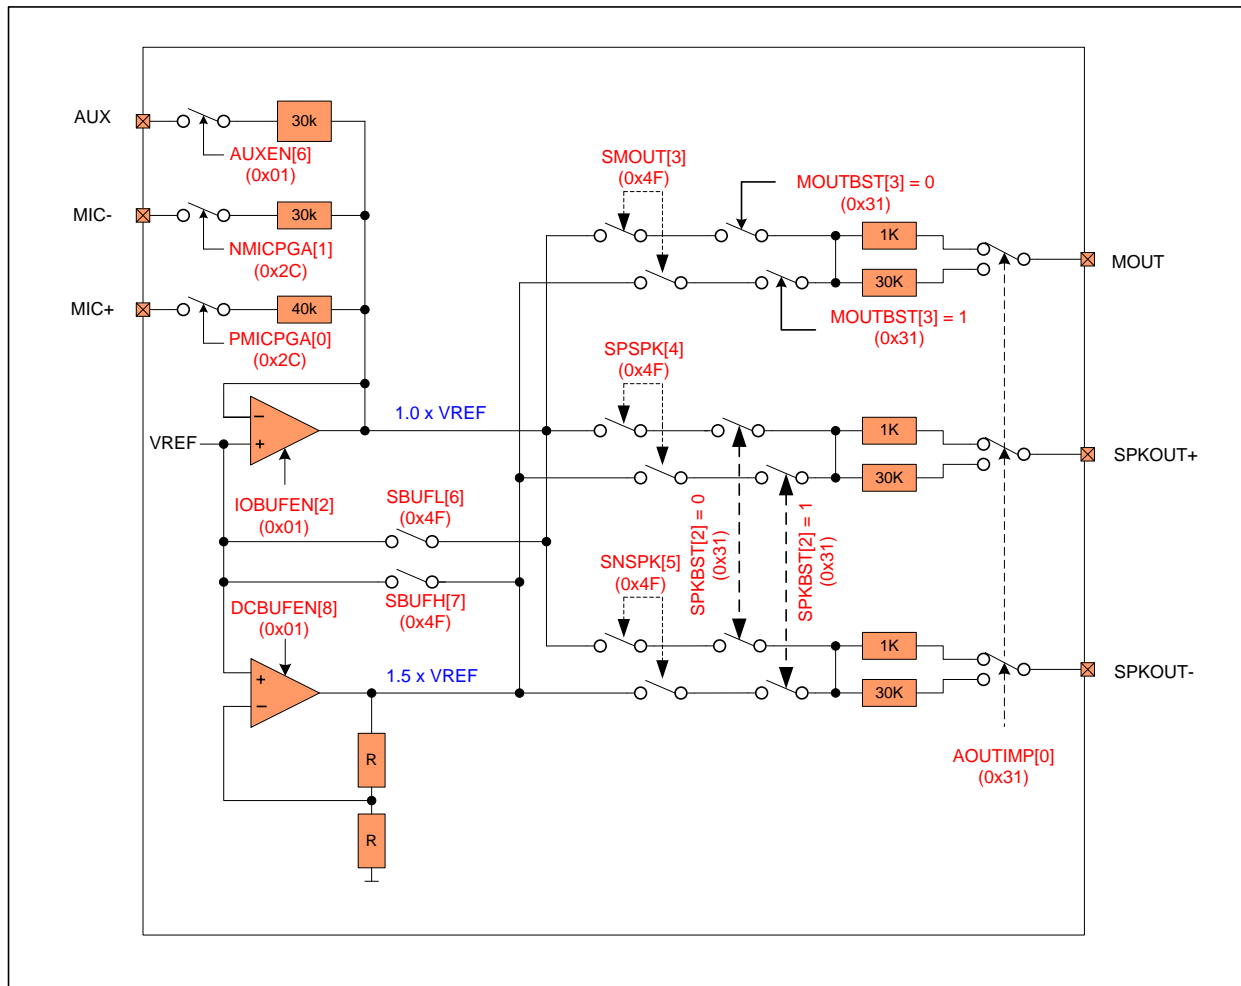 AUX
30k
AUXEN[6]
(0x01)
MIC-
30k
NMICPGA[1]
(0x2C)
MIC+
40k
PMICPGA[0]
(0x2C)
SMOUT[3]
(0x4F)
MOUTBST[3] = 0
(0x31)
1K
30K
MOUT
MOUTBST[3] = 1
(0x31)
VREF
−
+
1.0 x VREF
IOBUFEN[2]
(0x01)
SPSPK[4]
(0x4F)
1K
30K
SPKOUT+
SBUFL[6]
(0x4F)
SBUFH[7]
(0x4F)
SPKBST[2] = 0
(0x31)
SPKBST[2] = 1
(0x31)
DCBUFEN[8]
(0x01)
+
−
1.5 x VREF
SNSPK[5]
(0x4F)
1K
30K
SPKOUT-
R
R
AOUTIMP[0]
(0x31)